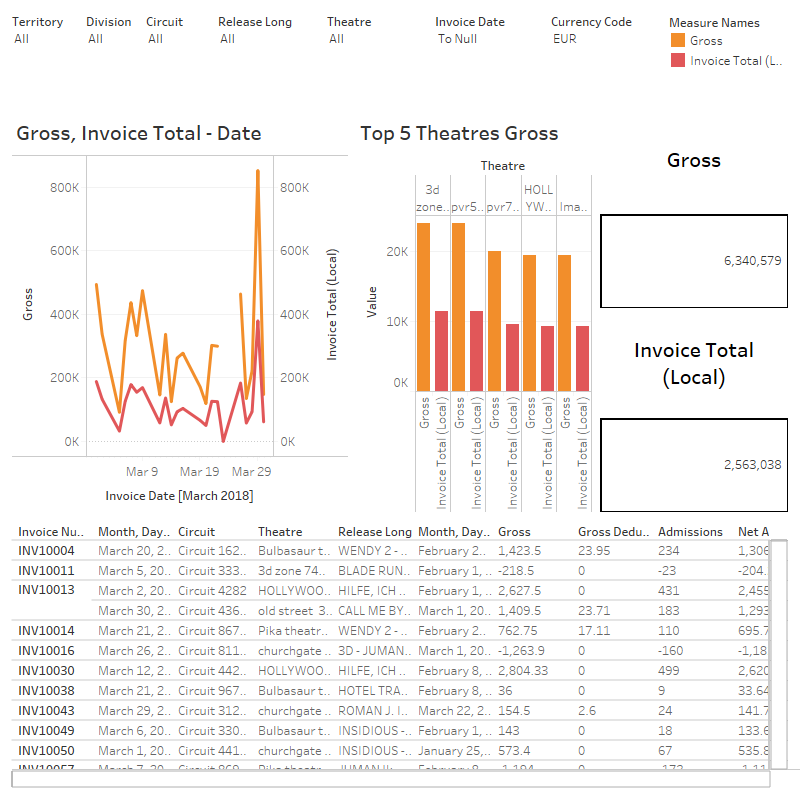 Territory Division Circuit Release Long Theatre Invoice Date Currency Code Measure Names
All All All All All To Null EUR Gross
Invoice Total (L..
Gross, Invoice Total - Date
Top 5 Theatres Gross
Gross
Theatre
3d zone.. pvr5.. pvr7.. HOLL YW.. Ima..
800K 800K
600K 600K
400K 400K
200K 200K
0K 0K
Gross
Invoice Total (Local)
Mar 9 Mar 19 Mar 29
Invoice Date [March 2018]
Value
20K
10K
0K
Gross Invoice Total (Local) Gross Invoice Total (Local) Gross Invoice Total (Local) Gross Invoice Total (Local) Gross Invoice Total (Local)
6,340,579
Invoice Total
(Local)
2,563,038
Invoice Nu.. Month, Day.. Circuit Theatre Release Long Month, Day.. Gross Gross Dedu.. Admissions Net A
INV10004 March 20, 2.. Circuit 162.. Bulbasaur t.. WENDY 2 - .. February 2.. 1,423.5 23.95 234 1,306
INV10011 March 5, 20.. Circuit 333.. 3d zone 74.. BLADE RUN.. February 1, .. -218.5 0 -23 -204.
INV10013 March 2, 20.. Circuit 4282 HOLLYWOO.. HILFE, ICH .. February 1, .. 2,627.5 0 431 2,455
March 30, 2.. Circuit 436.. old street 3.. CALL ME BY.. March 1, 20.. 1,409.5 23.71 183 1,293
INV10014 March 21, 2.. Circuit 867.. Pika theatr.. WENDY 2 - .. February 2.. 762.75 17.11 110 695.7
INV10016 March 26, 2.. Circuit 811.. churchgate .. 3D - JUMAN.. March 1, 20.. -1,263.9 0 -160 -1,18
INV10030 March 12, 2.. Circuit 442.. HOLLYWOO.. HILFE, ICH .. February 8, .. 2,804.33 0 499 2,620
INV10038 March 21, 2.. Circuit 967.. Bulbasaur t.. HOTEL TRA.. February 8, .. 36 0 9 33.64
INV10043 March 29, 2.. Circuit 312.. churchgate .. ROMAN J. I.. March 22, 2.. 154.5 2.6 24 141.7
INV10049 March 6, 20.. Circuit 330.. Bulbasaur t.. INSIDIOUS -.. February 1, .. 143 0 18 133.6
INV10050 March 1, 20.. Circuit 441.. churchgate .. INSIDIOUS -.. January 25,.. 573.4 0 67 535.8